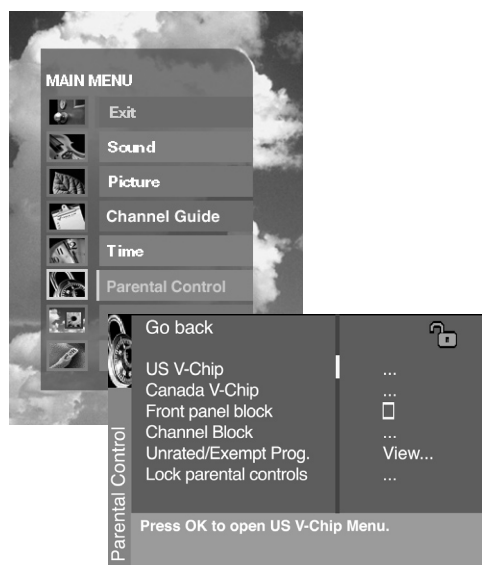 MAIN MENU
Exit
Sound
Picture
Channel Guide
Time
Parental Control
Go back
US V-Chip ...
Canada V-Chip ...
Front panel block
Channel Block ...
Unrated/Exempt Prog. View...
Lock parental controls ...
Parental Control
Press OK to open US V-Chip Menu.